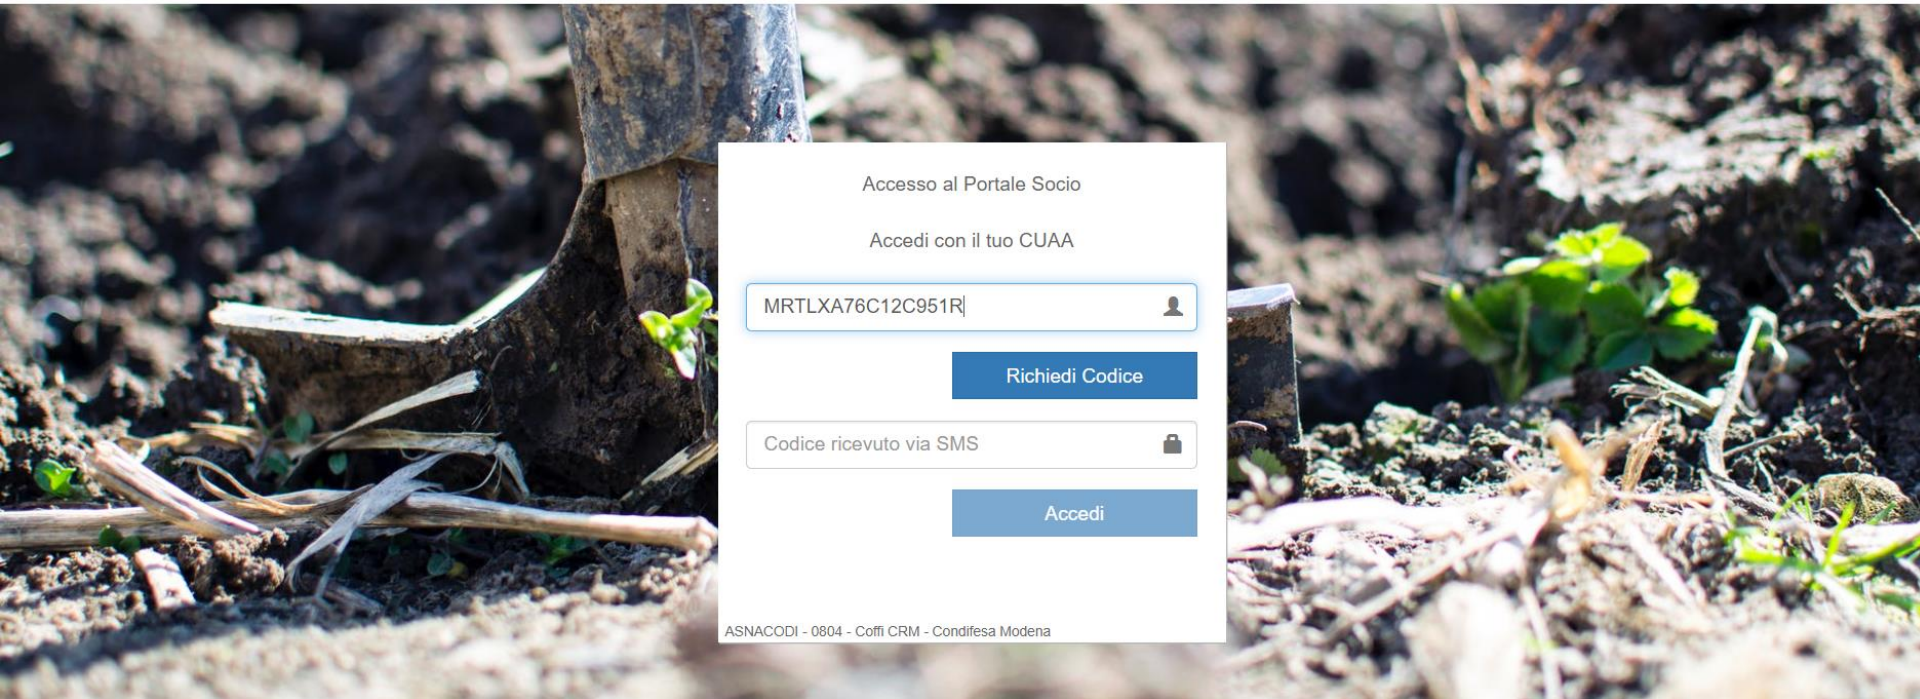 Accesso al Portale Socio
Accedi con il tuo CUAA
MRTLXA76C12C951R
Richiedi Codice
Codice ricevuto via SMS
Accedi
ASNACODI - 0804 - Coffi CRM - Condifesa Modena